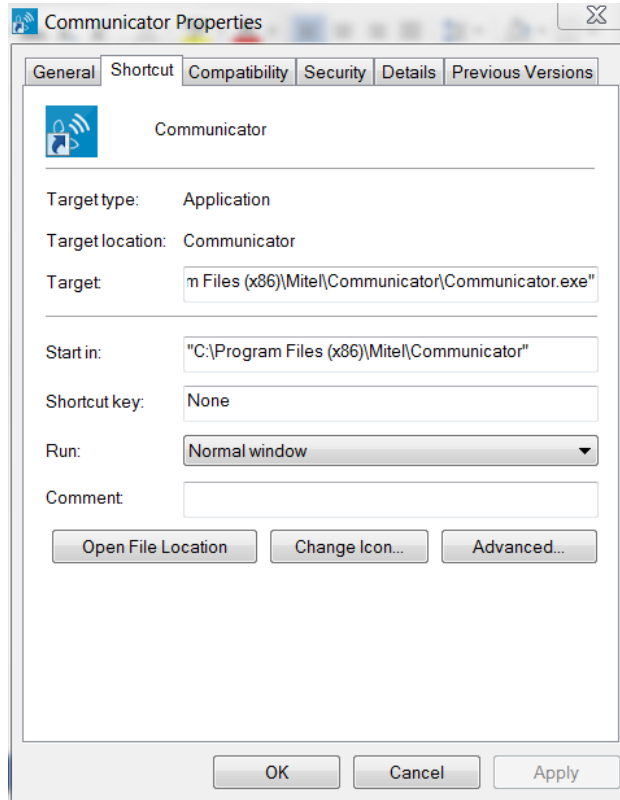 Communicator Properties
General Shortcut Compatibility Security Details Previous Versions
Communicator
Target type: Application
Target location: Communicator
Target: m Files (x86)\Mitel\Communicator\Communicator.exe"
Start in: "C:\Program Files (x86)\Mitel\Communicator"
Shortcut key: None
Run: Normal window
Comment:
Open File Location Change Icon... Advanced...
OK Cancel Apply